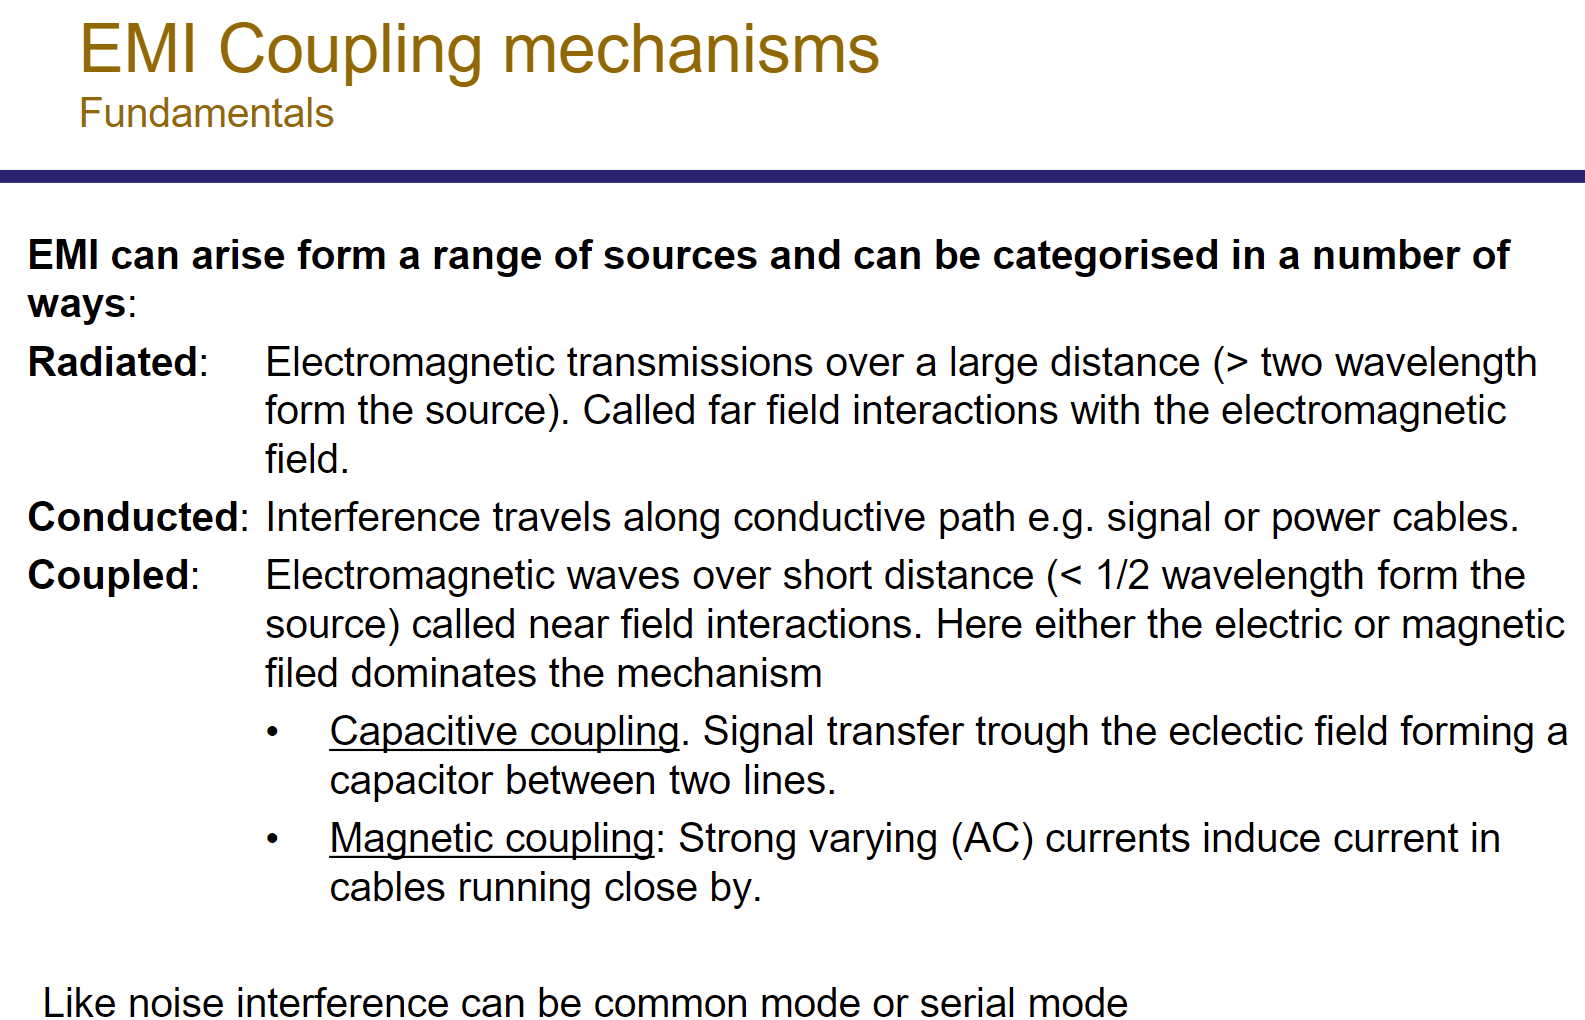 EMI Coupling mechanisms
Fundamentals
EMI can arise form a range of sources and can be categorised in a number of
ways:
Radiated: Electromagnetic transmissions over a large distance (> two wavelength
form the source). Called far field interactions with the electromagnetic
field.
Conducted: Interference travels along conductive path e.g. signal or power cables.
Coupled: Electromagnetic waves over short distance (< 1/2 wavelength form the
source) called near field interactions. Here either the electric or magnetic
filed dominates the mechanism
• Capacitive coupling. Signal transfer trough the eclectic field forming a
capacitor between two lines.
• Magnetic coupling: Strong varying (AC) currents induce current in
cables running close by.
Like noise interference can be common mode or serial mode